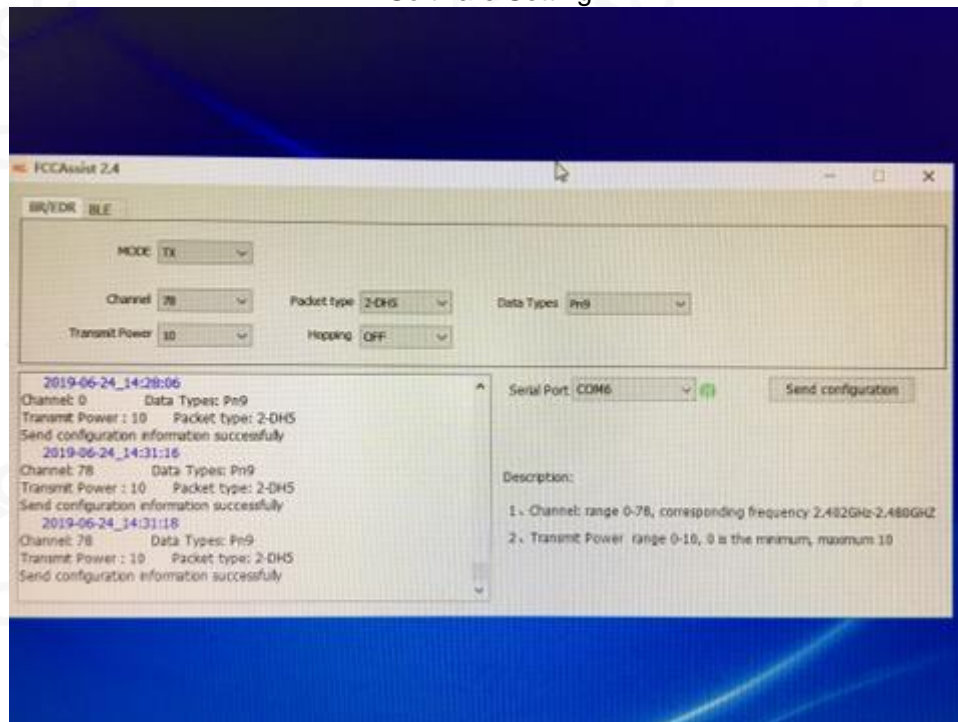 Software Setting
FCCAssist 2.4
BR/EDR BLE
MODE TX
Channel 78 Packet type 2-DH5 Data Types Pn9
Transmit Power 10 Hopping OFF
2019-06-24_14:28:06
Channel: 0 Data Types: Pn9
Transmit Power : 10 Packet type: 2-DH5
Send configuration information successfully
2019-06-24_14:31:16
Channel: 78 Data Types: Pn9
Transmit Power : 10 Packet type: 2-DH5
Send configuration information successfully
2019-06-24_14:31:18
Channel: 78 Data Types: Pn9
Transmit Power : 10 Packet type: 2-DH5
Send configuration information successfully
Serial Port COM6 Send configuration
Description:
1、Channel: range 0-78, corresponding frequency 2.402GHz-2.480GHZ
2、Transmit Power range 0-10, 0 is the minimum, maximum 10